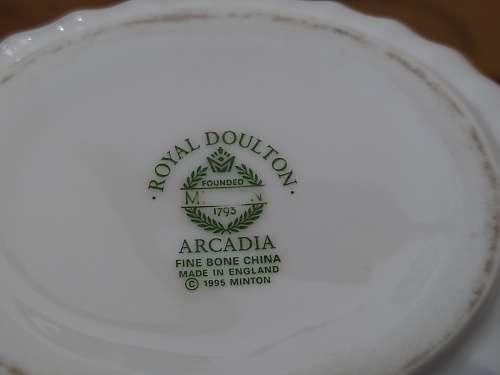 · ROYAL DOULTON ·
FOUNDED
1793
ARCADIA
FINE BONE CHINA
MADE IN ENGLAND
© 1995 MINTON